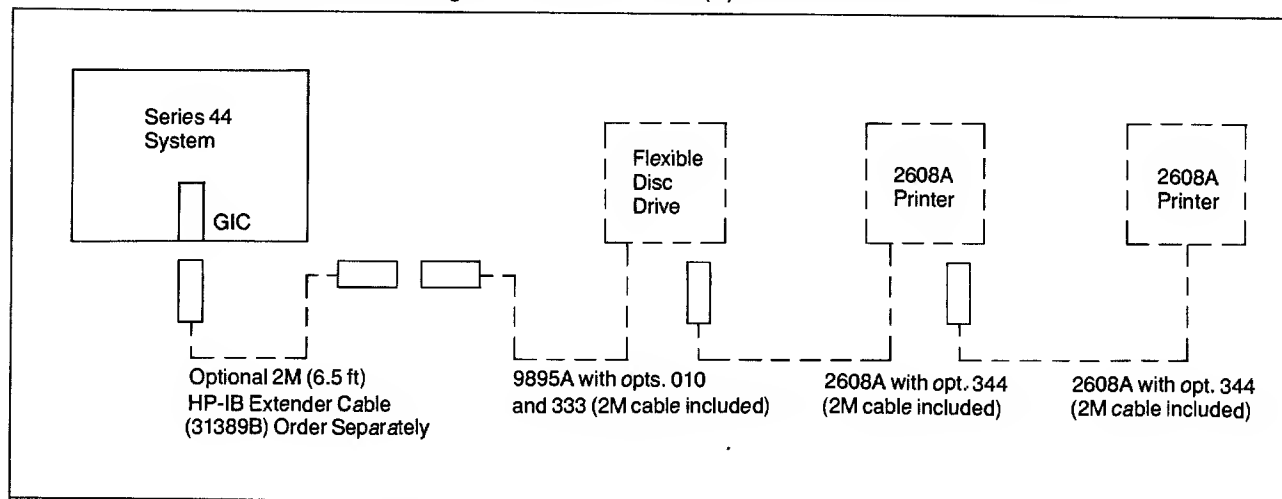 Series 44
System
GIC
Flexible
Disc
Drive
2608A
Printer
2608A
Printer
Optional 2M (6.5 ft)
HP-IB Extender Cable
(31389B) Order Separately
9895A with opts. 010
and 333 (2M cable included)
2608A with opt. 344
(2M cable included)
2608A with opt. 344
(2M cable included)